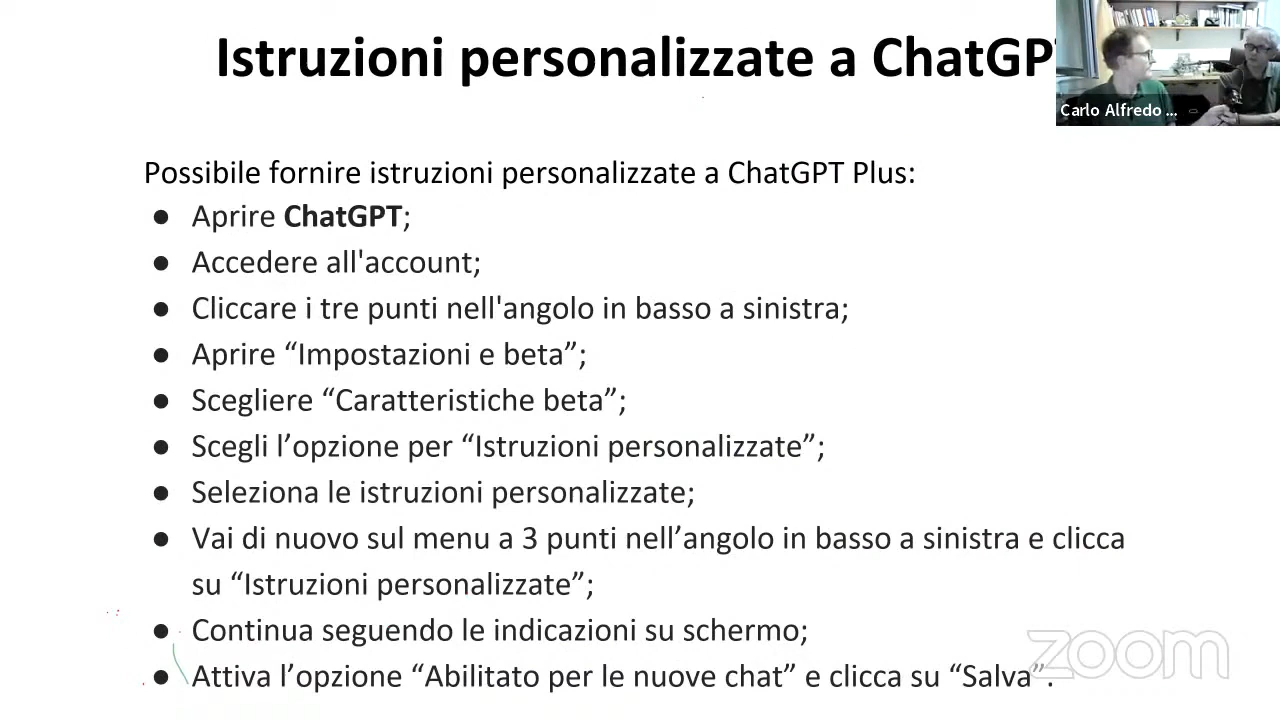 Istruzioni personalizzate a ChatGP
Carlo Alfredo ...
Possibile fornire istruzioni personalizzate a ChatGPT Plus:
● Aprire ChatGPT;
● Accedere all'account;
● Cliccare i tre punti nell'angolo in basso a sinistra;
● Aprire “Impostazioni e beta”;
● Scegliere “Caratteristiche beta”;
● Scegli l’opzione per “Istruzioni personalizzate”;
● Seleziona le istruzioni personalizzate;
● Vai di nuovo sul menu a 3 punti nell’angolo in basso a sinistra e clicca
su “Istruzioni personalizzate”;
● Continua seguendo le indicazioni su schermo;
● Attiva l’opzione “Abilitato per le nuove chat” e clicca su “Salva”.
zoom